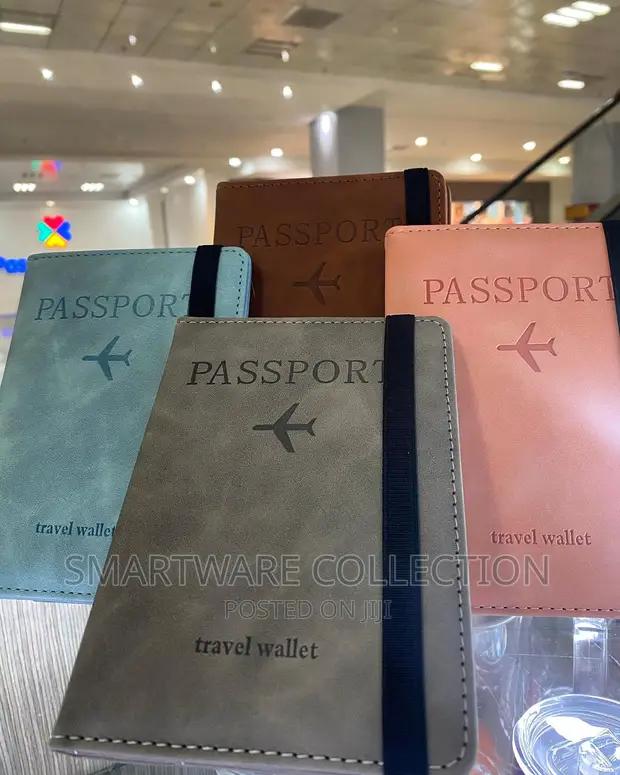 PASSPORT
PASSPORT
travel wallet
PASSPORT
travel wallet
PASSPORT
travel wallet
SMARTWARE COLLECTION
POSTED ON JIJI